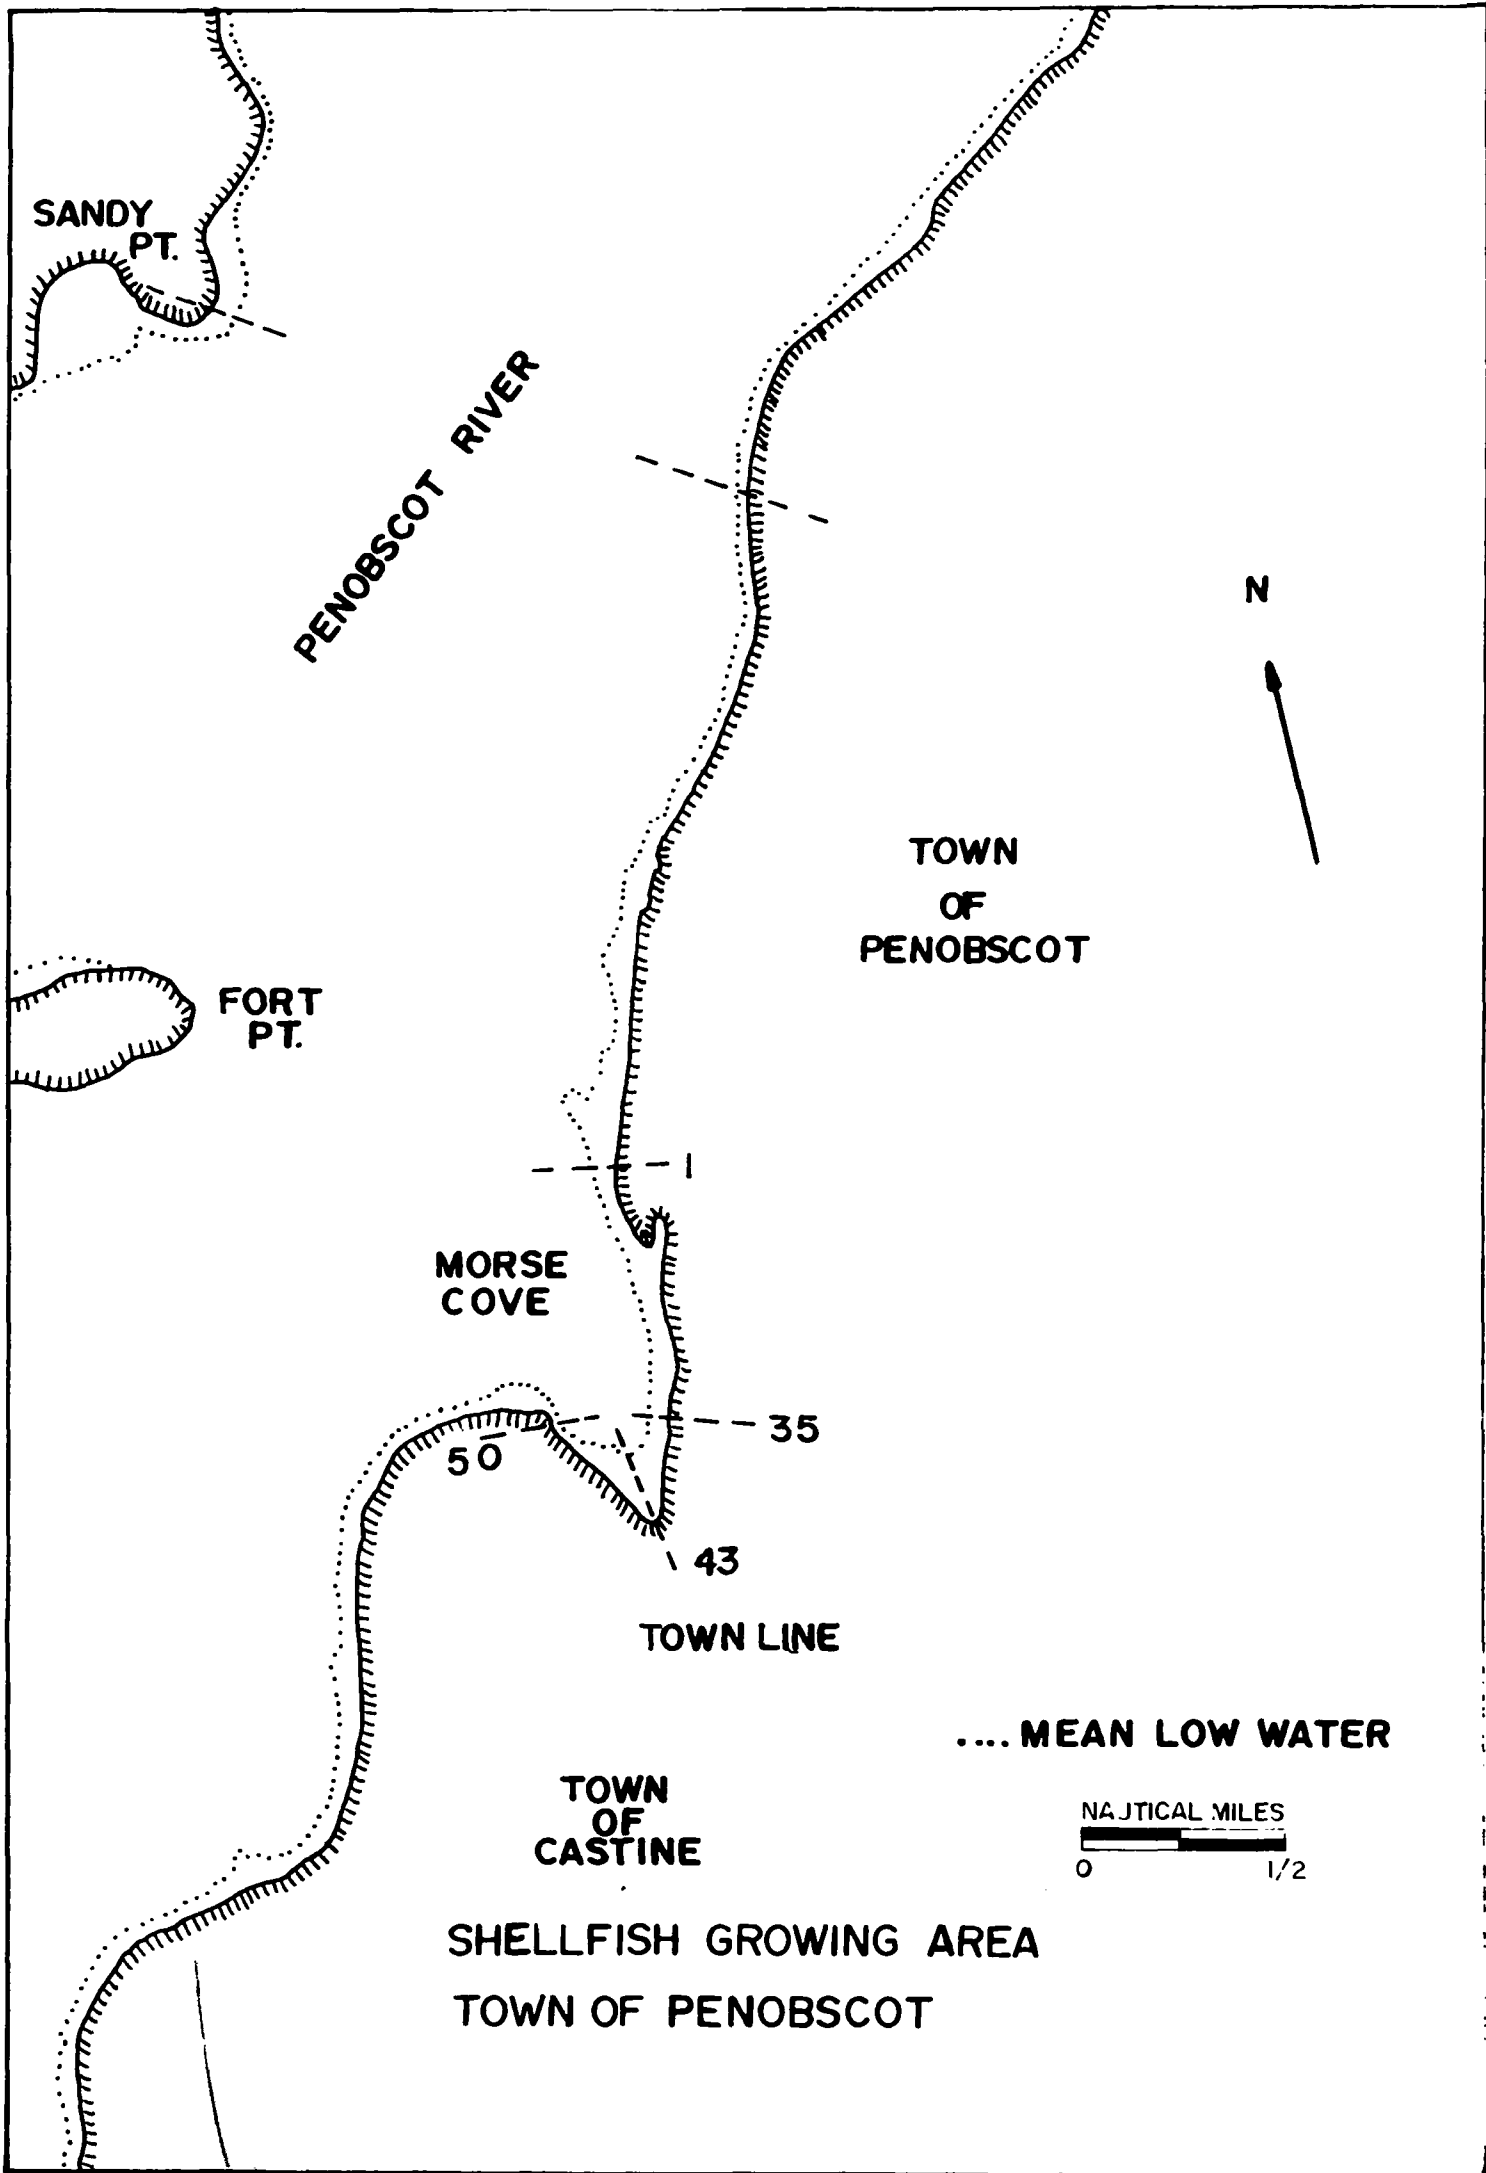 SANDY
PT.
PENOBSCOT RIVER
N
TOWN
OF
PENOBSCOT
FORT
PT.
1
MORSE
COVE
35
50
43
TOWN LINE
.... MEAN LOW WATER
NAUTICAL MILES
0 1/2
TOWN
OF
CASTINE
SHELLFISH GROWING AREA
TOWN OF PENOBSCOT